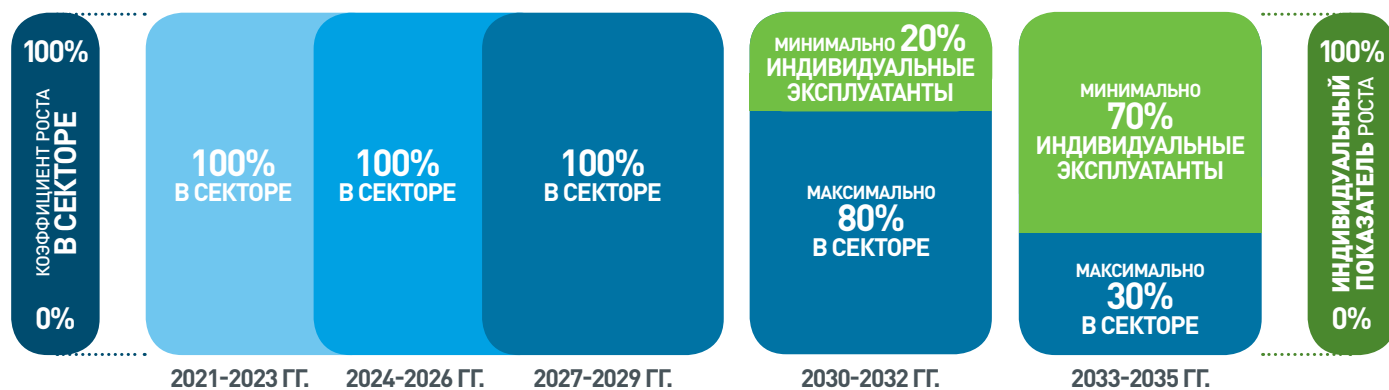 100%
КОЭФФИЦИЕНТ РОСТА
В СЕКТОРЕ
0%
100%
В СЕКТОРЕ
2021-2023 ГГ.
100%
В СЕКТОРЕ
2024-2026 ГГ.
100%
В СЕКТОРЕ
2027-2029 ГГ.
МИНИМАЛЬНО 20%
ИНДИВИДУАЛЬНЫЕ
ЭКСПЛУАТАНТЫ
МАКСИМАЛЬНО
80%
В СЕКТОРЕ
2030-2032 ГГ.
МИНИМАЛЬНО
70%
ИНДИВИДУАЛЬНЫЕ
ЭКСПЛУАТАНТЫ
МАКСИМАЛЬНО
30%
В СЕКТОРЕ
2033-2035 ГГ.
100%
ИНДИВИДУАЛЬНЫЙ
ПОКАЗАТЕЛЬ РОСТА
0%